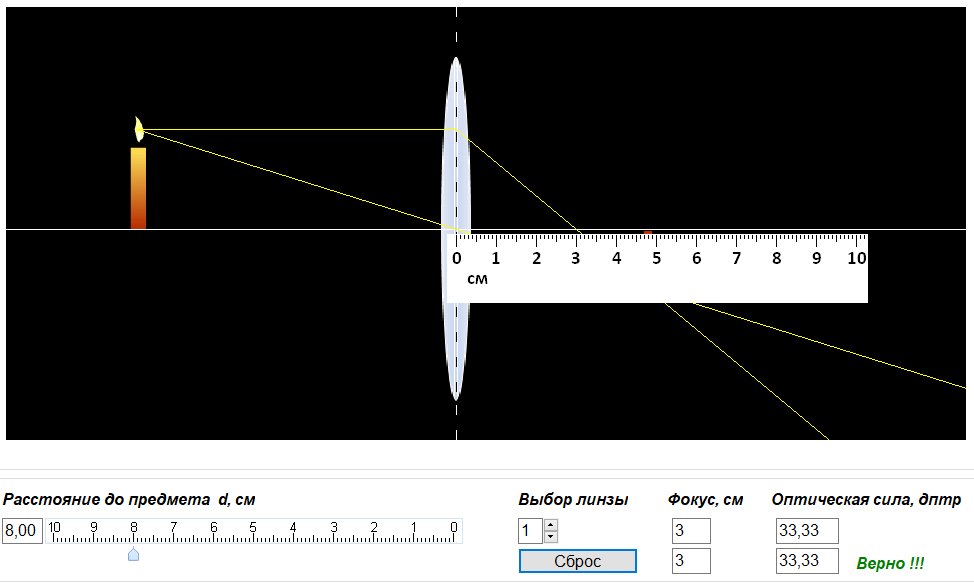 0 1 2 3 4 5 6 7 8 9 10
см
Расстояние до предмета d, см
Выбор линзы
Фокус, см
Оптическая сила, дптр
8,00
10 9 8 7 6 5 4 3 2 1 0
1
3
33,33
Сброс
3
33,33
Верно !!!